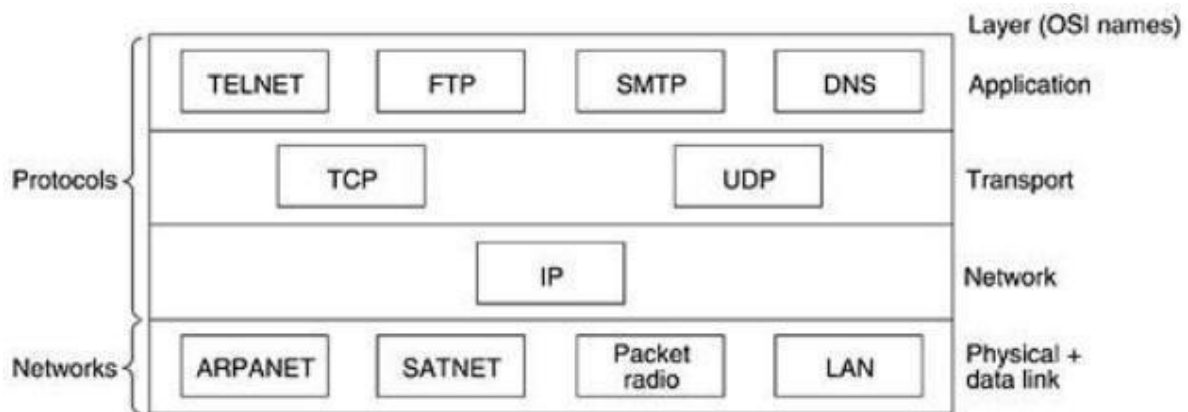 Layer (OSI names)
TELNET FTP SMTP DNS Application
Protocols TCP UDP Transport
IP Network
Networks ARPANET SATNET Packet radio LAN Physical + data link